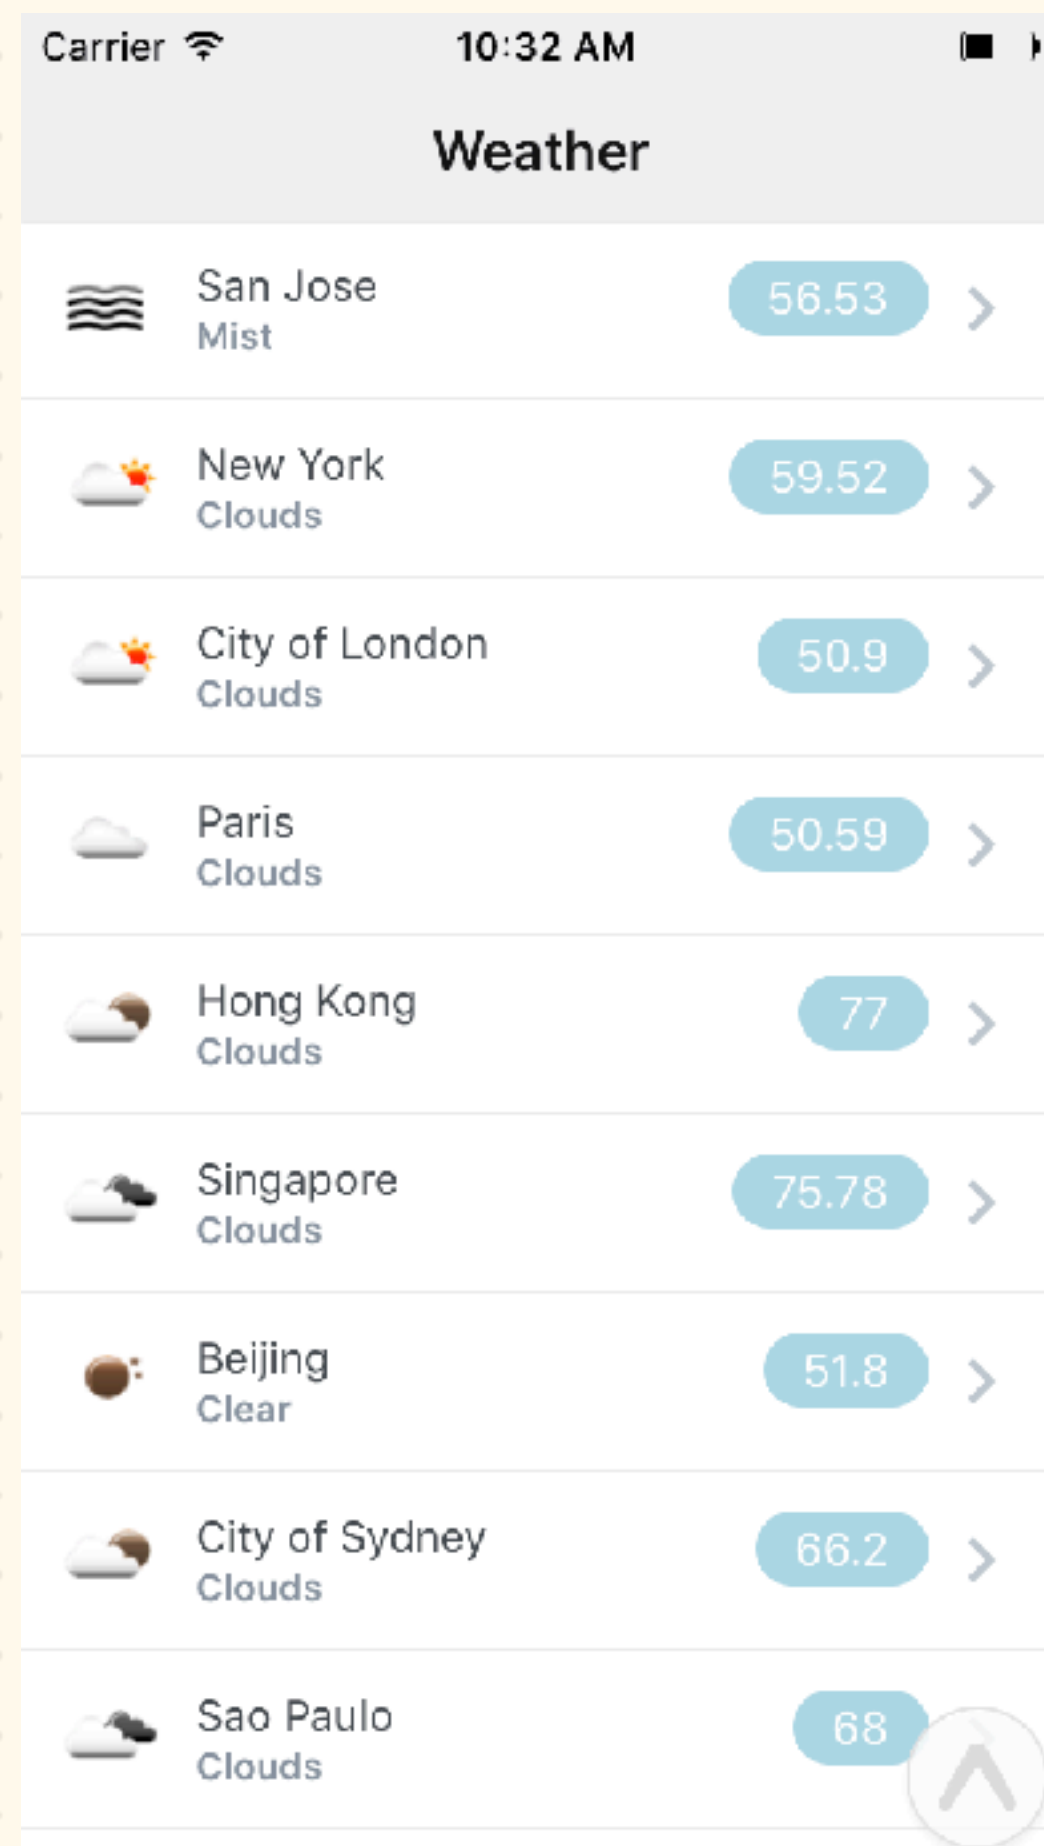 Carrier 10:32 AM
Weather
San Jose 56.53
Mist
New York 59.52
Clouds
City of London 50.9
Clouds
Paris 50.59
Clouds
Hong Kong 77
Clouds
Singapore 75.78
Clouds
Beijing 51.8
Clear
City of Sydney 66.2
Clouds
Sao Paulo 68
Clouds